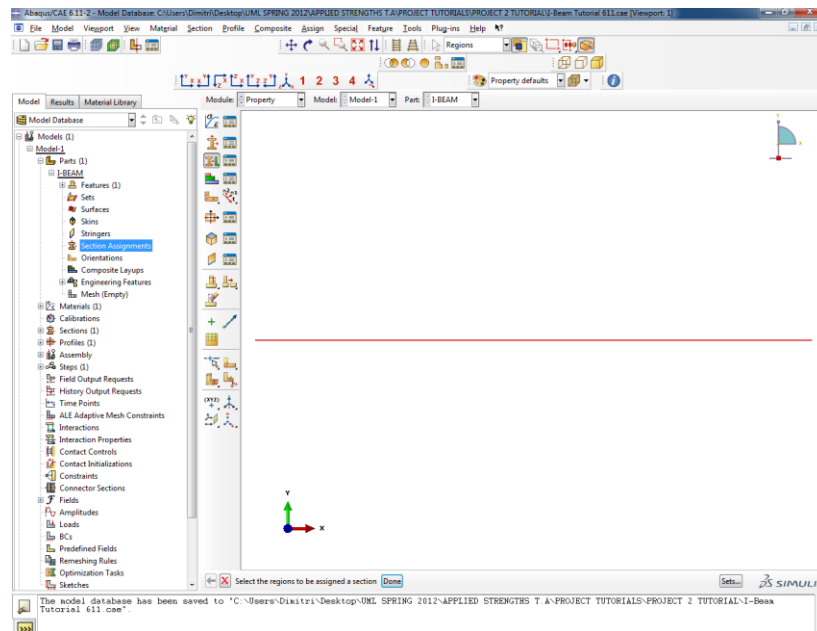 Abaqus/CAE 6.11-2 - Model Database: C:\Users\Dimitri\Desktop\UML SPRING 2012\APPLIED STRENGTHS T.A\PROJECT TUTORIALS\PROJECT 2 TUTORIAL\I-Beam Tutorial 611.cae [Viewport: 1]
File Model Viewport View Material Section Profile Composite Assign Special Feature Tools Plug-ins Help
Regions
1 2 3 4
Property defaults
Model Results Material Library
Module: Property Model: Model-1 Part: I-BEAM
Model Database
Models (1)
Model-1
Parts (1)
I-BEAM
Features (1)
Sets
Surfaces
Skins
Stringers
Section Assignments
Orientations
Composite Layups
Engineering Features
Mesh (Empty)
Materials (1)
Calibrations
Sections (1)
Profiles (1)
Assembly
Steps (1)
Field Output Requests
History Output Requests
Time Points
ALE Adaptive Mesh Constraints
Interactions
Interaction Properties
Contact Controls
Contact Initializations
Constraints
Connector Sections
Fields
Amplitudes
Loads
BCs
Predefined Fields
Remeshing Rules
Optimization Tasks
Sketches
(XYZ)
Y
X
Y
X
Select the regions to be assigned a section Done
Sets...
SIMULI
The model database has been saved to "C:\Users\Dimitri\Desktop\UML SPRING 2012\APPLIED STRENGTHS T.A\PROJECT TUTORIALS\PROJECT 2 TUTORIAL\I-Beam
Tutorial 611.cae".
>>>